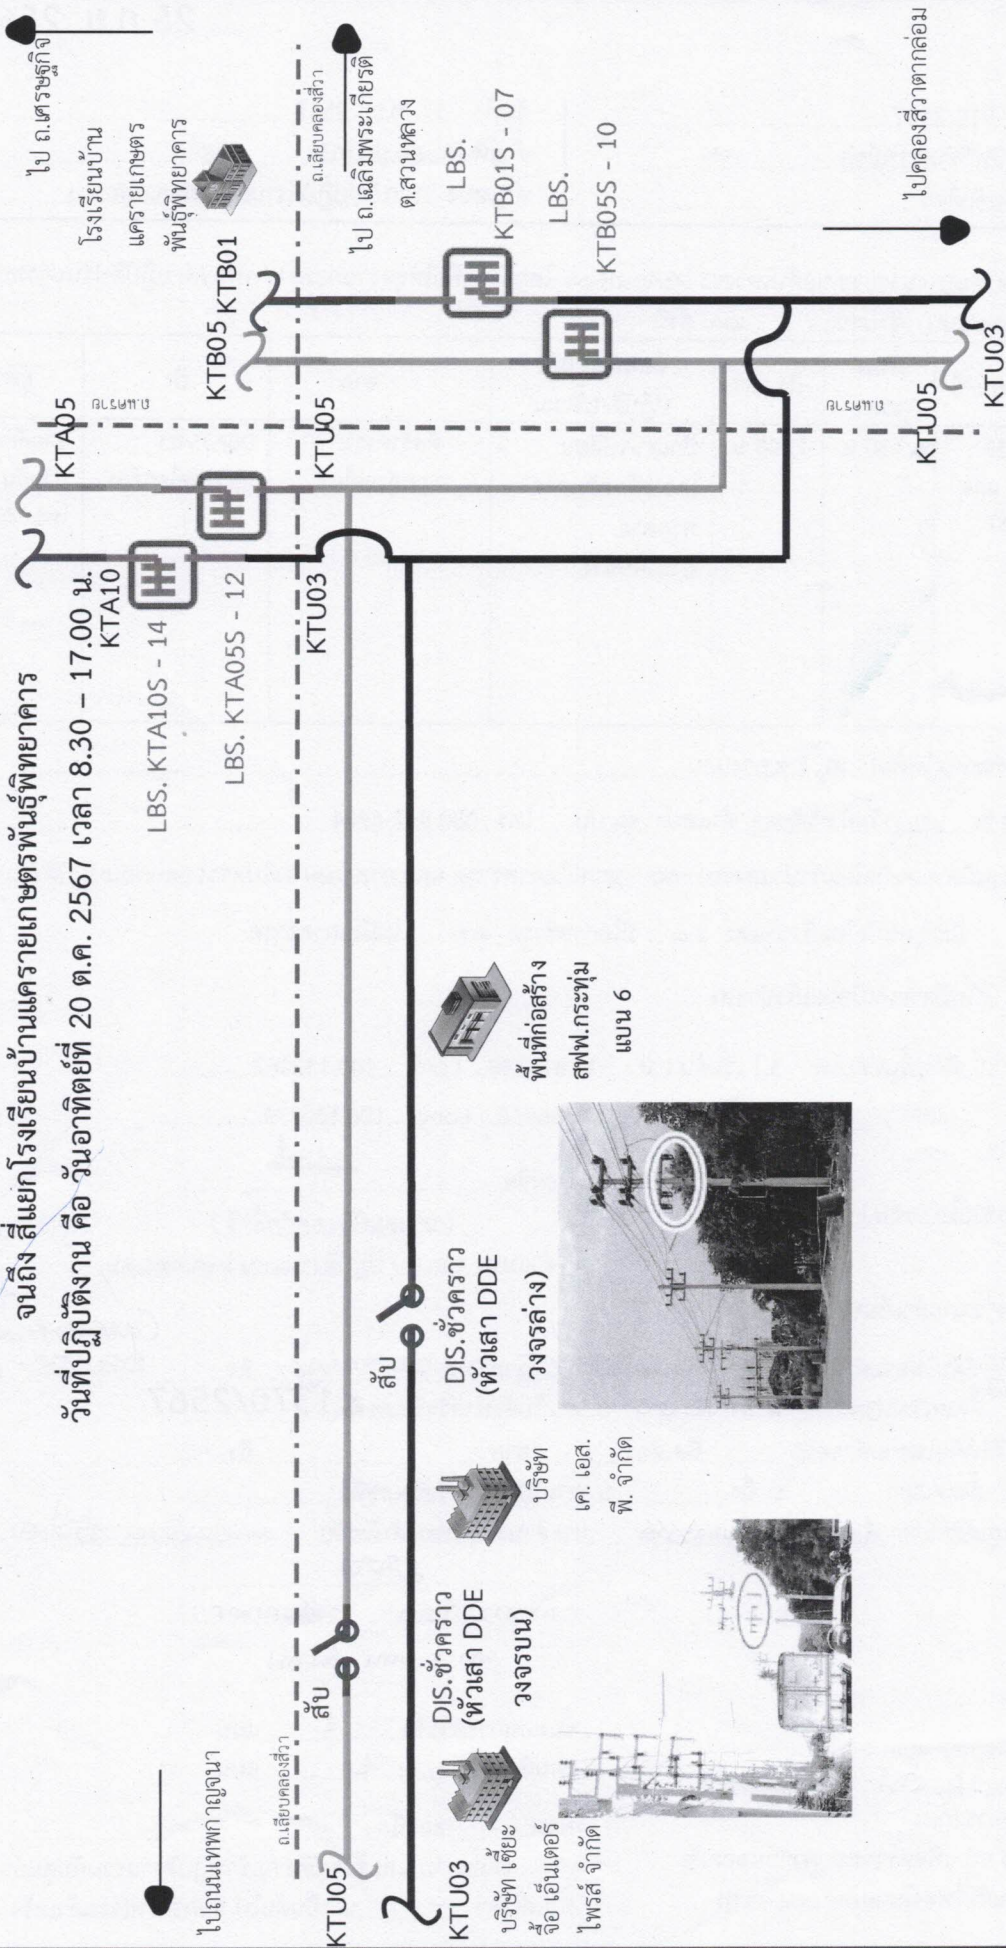 จนถึง สี่แยกโรงเรียนบ้านแครายเกษตรพันธุ์พิทยาคาร
วันที่ปฏิบัติงาน คือ วันอาทิตย์ที่ 20 ต.ค. 2567 เวลา 8.30 – 17.00 น.
ไปถนนเทพกาญจนา
ถ.เลียบคลองสี่วา
KTU05
KTU03
สับ
DIS.ชั่วคราว
(หัวเสา DDE
วงจรบน)
บริษัท เซี๊ยะ
จื้อ เอ็นเตอร์
ไพรส์ จำกัด
สับ
DIS.ชั่วคราว
(หัวเสา DDE
วงจรล่าง)
บริษัท
เค. เอส.
พี. จำกัด
พื้นที่ก่อสร้าง
สฟฟ.กระทุ่ม
แบน 6
KTA10
KTA05
LBS. KTA10S - 14
LBS. KTA05S - 12
KTU03
KTU05
ถ.แคราย
ไป ถ.เศรษฐกิจ
โรงเรียนบ้าน
แครายเกษตร
พันธุ์พิทยาคาร
KTB05
KTB01
ถ.เลียบคลองสี่วา
ไป ถ.เฉลิมพระเกียรติ
ต.สวนหลวง
LBS.
KTB01S - 07
LBS.
KTB05S - 10
ถ.แคราย
KTU05
KTU03
ไปคลองสี่วาตากล่อม